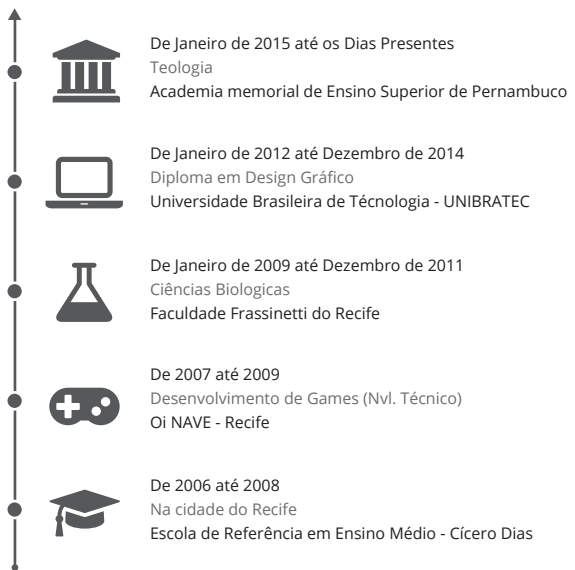 De Janeiro de 2015 até os Dias Presentes
Teologia
Academia memorial de Ensino Superior de Pernambuco
De Janeiro de 2012 até Dezembro de 2014
Diploma em Design Gráfico
Universidade Brasileira de Técnologia - UNIBRATEC
De Janeiro de 2009 até Dezembro de 2011
Ciências Biologicas
Faculdade Frassinetti do Recife
De 2007 até 2009
Desenvolvimento de Games (Nvl. Técnico)
Oi NAVE - Recife
De 2006 até 2008
Na cidade do Recife
Escola de Referência em Ensino Médio - Cícero Dias